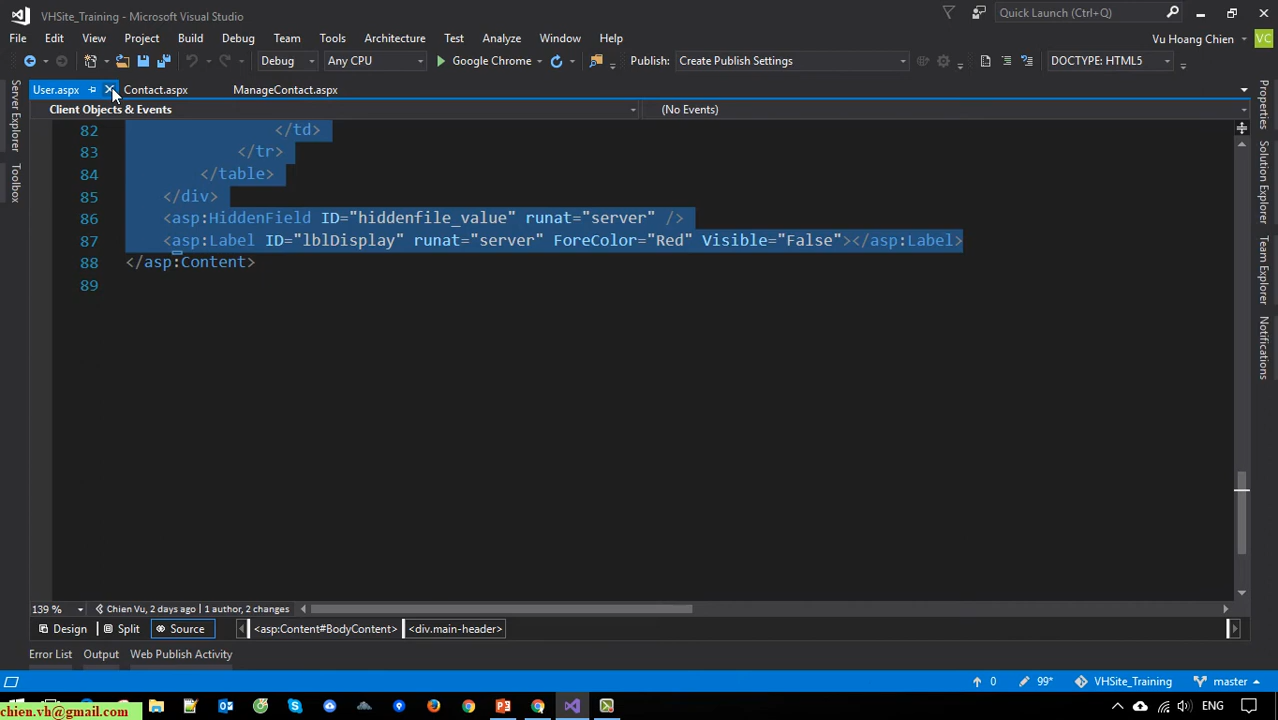 VHSite_Training - Microsoft Visual Studio
Quick Launch (Ctrl+Q)
File Edit View Project Build Debug Team Tools Architecture Test Analyze Window Help
Vu Hoang Chien VC
Debug Any CPU Google Chrome Publish: Create Publish Settings DOCTYPE: HTML5
User.aspx Contact.aspx ManageContact.aspx
Client Objects & Events (No Events)
Server Explorer
Toolbox
82 </td>
83 </tr>
84 </table>
85 </div>
86 <asp:HiddenField ID="hiddenfile_value" runat="server" />
87 <asp:Label ID="lblDisplay" runat="server" ForeColor="Red" Visible="False"></asp:Label>
88 </asp:Content>
89
Properties
Solution Explorer
Team Explorer
Notifications
139 % Chien Vu, 2 days ago | 1 author, 2 changes
Design Split Source <asp:Content#BodyContent> <div.main-header>
Error List Output Web Publish Activity
0 99* VHSite_Training master
chien.vh@gmail.com
ENG